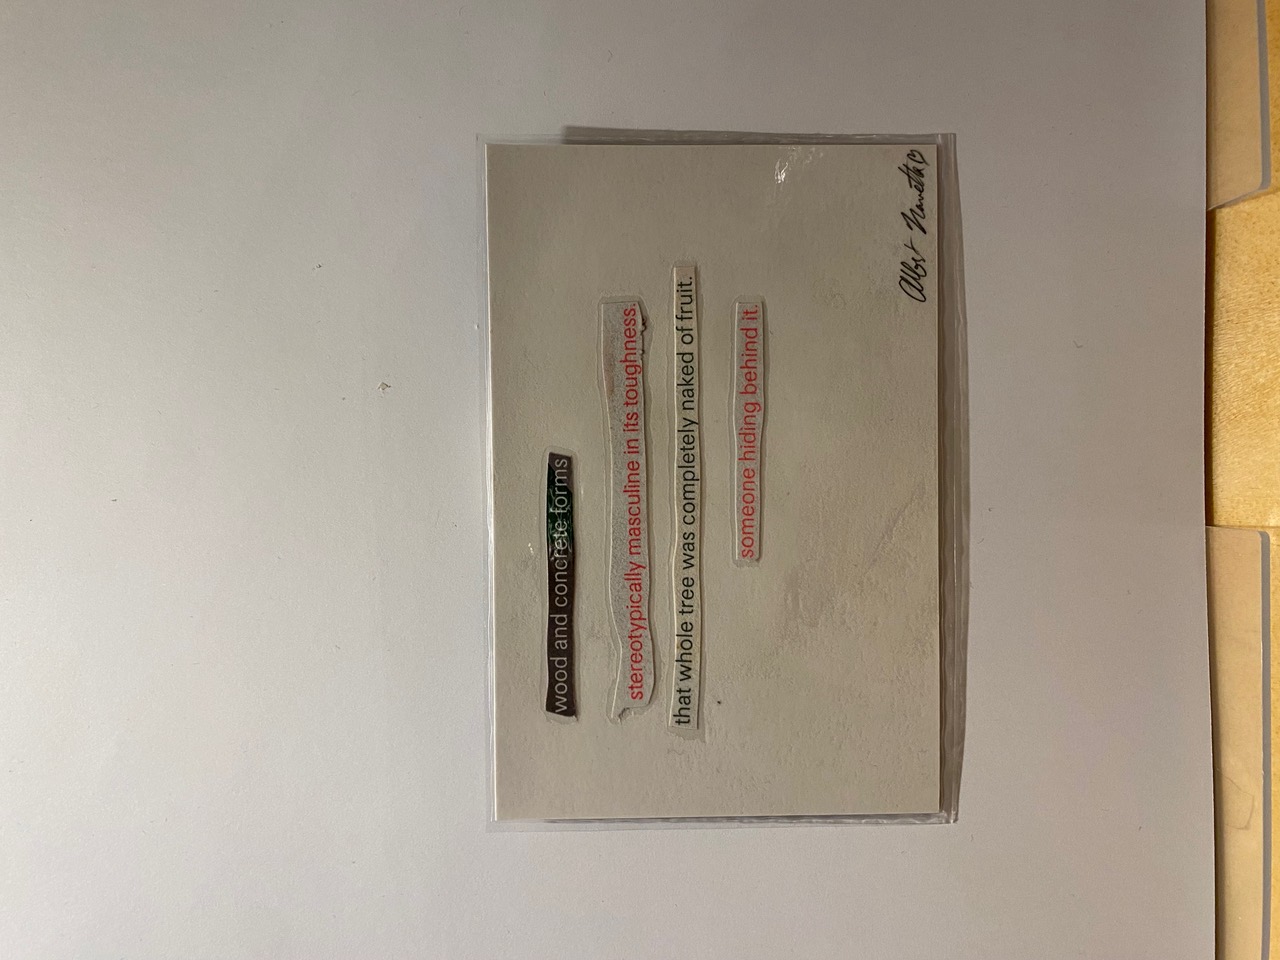 wood and concrete forms
stereotypically masculine in its toughness.
that whole tree was completely naked of fruit.
someone hiding behind it.